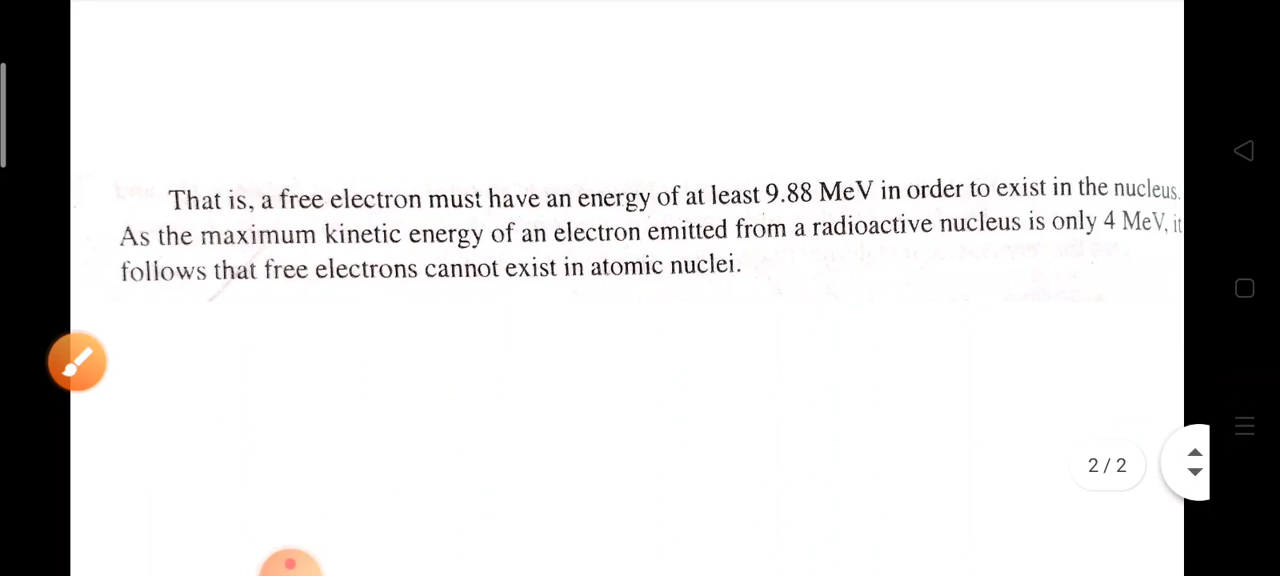 That is, a free electron must have an energy of at least 9.88 MeV in order to exist in the nucleus.
As the maximum kinetic energy of an electron emitted from a radioactive nucleus is only 4 MeV, it
follows that free electrons cannot exist in atomic nuclei.
2 / 2